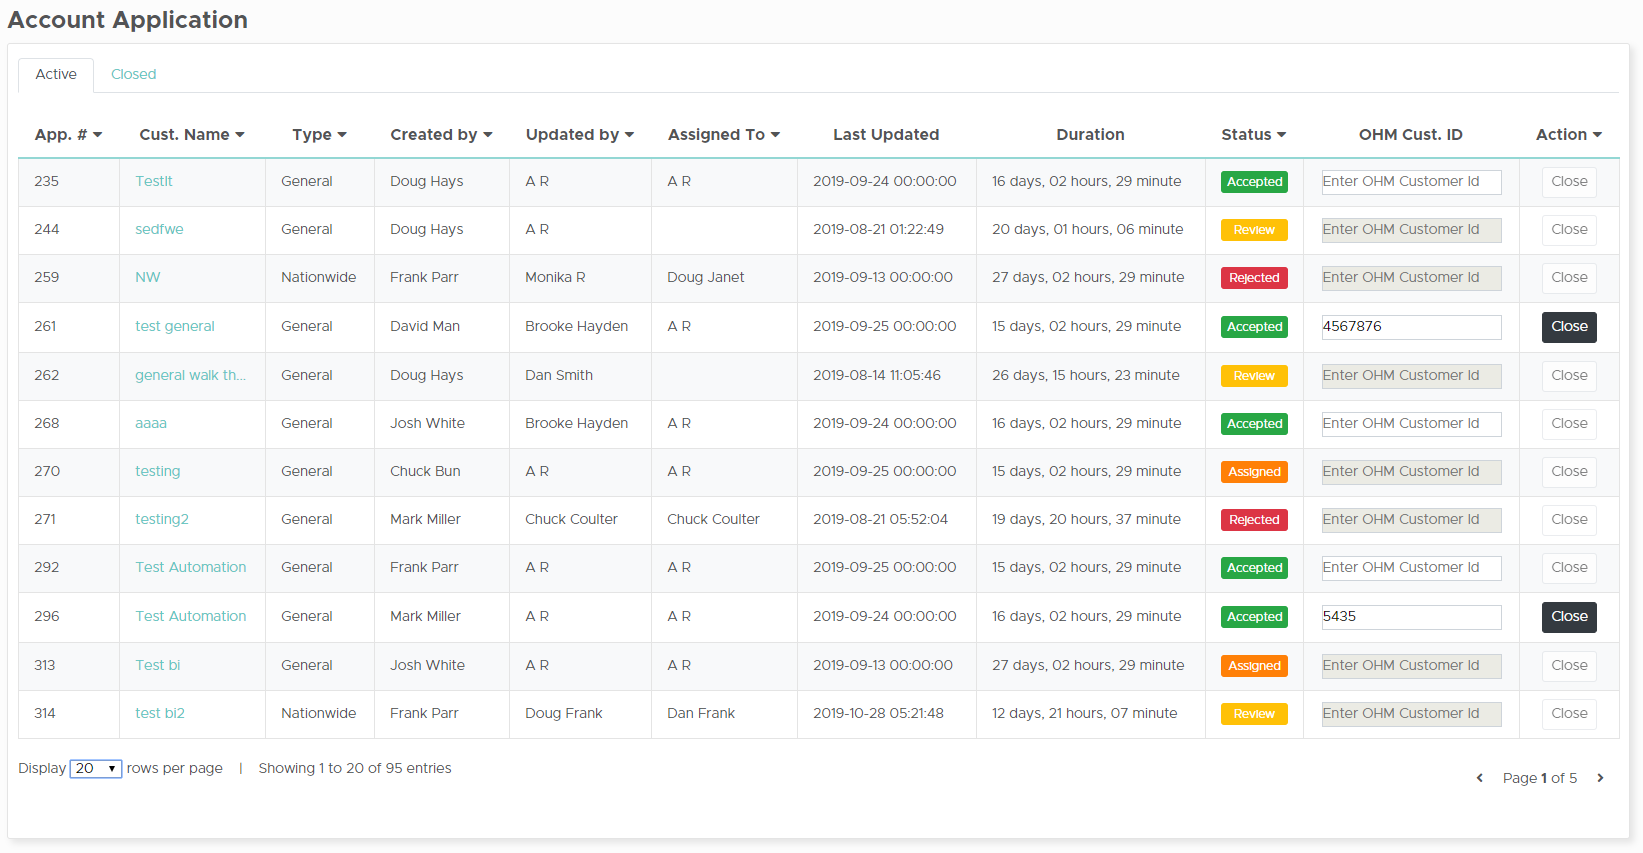 Account Application
Active Closed
App. # Cust. Name Type Created by Updated by Assigned To Last Updated Duration Status OHM Cust. ID Action
235 TestIt General Doug Hays A R A R 2019-09-24 00:00:00 16 days, 02 hours, 29 minute Accepted Enter OHM Customer Id Close
244 sedfwe General Doug Hays A R 2019-08-21 01:22:49 20 days, 01 hours, 06 minute Review Enter OHM Customer Id Close
259 NW Nationwide Frank Parr Monika R Doug Janet 2019-09-13 00:00:00 27 days, 02 hours, 29 minute Rejected Enter OHM Customer Id Close
261 test general General David Man Brooke Hayden A R 2019-09-25 00:00:00 15 days, 02 hours, 29 minute Accepted 4567876 Close
262 general walk th... General Doug Hays Dan Smith 2019-08-14 11:05:46 26 days, 15 hours, 23 minute Review Enter OHM Customer Id Close
268 aaaa General Josh White Brooke Hayden A R 2019-09-24 00:00:00 16 days, 02 hours, 29 minute Accepted Enter OHM Customer Id Close
270 testing General Chuck Bun A R A R 2019-09-25 00:00:00 15 days, 02 hours, 29 minute Assigned Enter OHM Customer Id Close
271 testing2 General Mark Miller Chuck Coulter Chuck Coulter 2019-08-21 05:52:04 19 days, 20 hours, 37 minute Rejected Enter OHM Customer Id Close
292 Test Automation General Frank Parr A R A R 2019-09-25 00:00:00 15 days, 02 hours, 29 minute Accepted Enter OHM Customer Id Close
296 Test Automation General Mark Miller A R A R 2019-09-24 00:00:00 16 days, 02 hours, 29 minute Accepted 5435 Close
313 Test bi General Josh White A R A R 2019-09-13 00:00:00 27 days, 02 hours, 29 minute Assigned Enter OHM Customer Id Close
314 test bi2 Nationwide Frank Parr Doug Frank Dan Frank 2019-10-28 05:21:48 12 days, 21 hours, 07 minute Review Enter OHM Customer Id Close
Display 20 rows per page | Showing 1 to 20 of 95 entries
Page 1 of 5